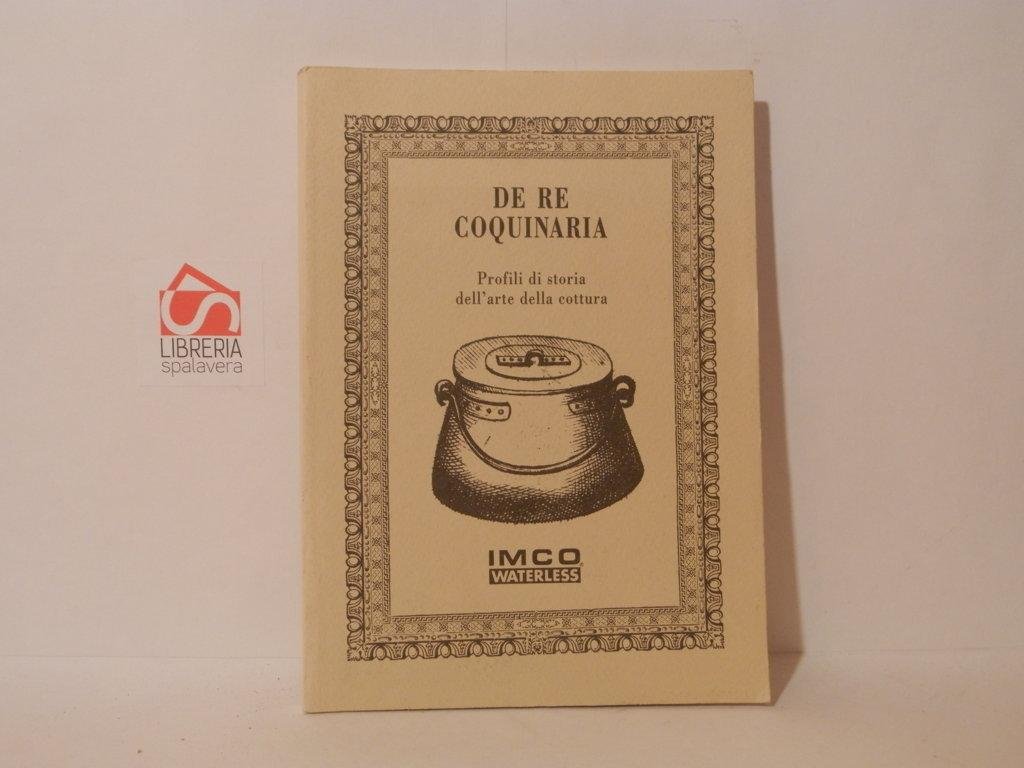 DE RE
COQUINARIA
Profili di storia
dell'arte della cottura
IMCO
WATERLESS
LIBRERIA
spalavera